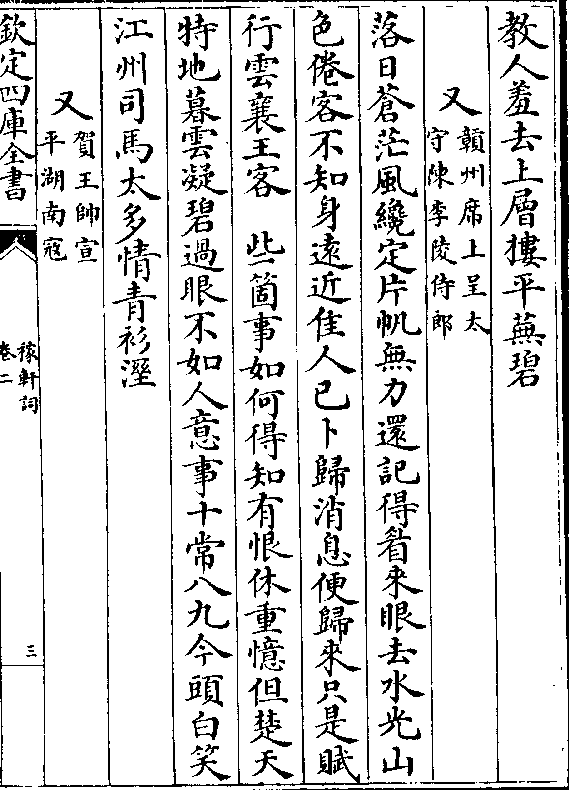 教人羞去上層摟平蕪碧
又
贛州席上呈太
守陳季陵侍郎
落日蒼茫風纔定片帆無力還記得眉來眼去水光山
色倦客不知身遠近佳人已卜歸消息便歸來只是賦
行雲襄王客　些箇事如何得知有恨休重憶但楚天
特地暮雲凝碧過眼不如人意事十常八九今頭白笑
江州司馬太多情青衫溼
又
賀王帥宣
平湖南寇
欽定四庫全書
稼軒詞
卷二
三